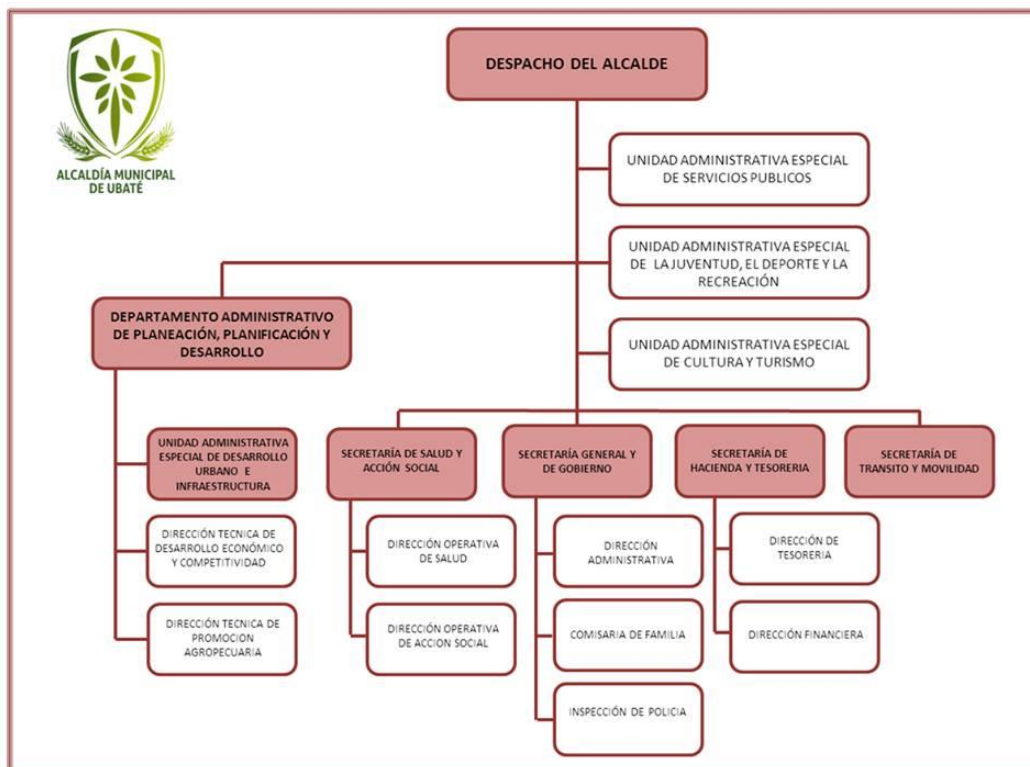 DESPACHO DEL ALCALDE
ALCALDÍA MUNICIPAL
DE UBATÉ
UNIDAD ADMINISTRATIVA ESPECIAL
DE SERVICIOS PUBLICOS
UNIDAD ADMINISTRATIVA ESPECIAL
DE LA JUVENTUD, EL DEPORTE Y LA
RECREACIÓN
DEPARTAMENTO ADMINISTRATIVO
DE PLANEACIÓN, PLANIFICACIÓN Y
DESARROLLO
UNIDAD ADMINISTRATIVA ESPECIAL
DE CULTURA Y TURISMO
UNIDAD ADMINISTRATIVA
ESPECIAL DE DESARROLLO
URBANO E
INFRAESTRUCTURA
SECRETARÍA DE SALUD Y
ACCIÓN SOCIAL
SECRETARÍA GENERAL Y
DE GOBIERNO
SECRETARÍA DE
HACIENDA Y TESORERIA
SECRETARÍA DE
TRANSITO Y MOVILIDAD
DIRECCIÓN TECNICA DE
DESARROLLO ECONÓMICO
Y COMPETITIVIDAD
DIRECCIÓN OPERATIVA
DE SALUD
DIRECCIÓN
ADMINISTRATIVA
DIRECCIÓN DE
TESORERIA
DIRECCIÓN TECNICA DE
PROMOCION
AGROPECUARIA
DIRECCIÓN OPERATIVA
DE ACCION SOCIAL
COMISARIA DE FAMILIA
DIRECCIÓN FINANCIERA
INSPECCIÓN DE POLICIA